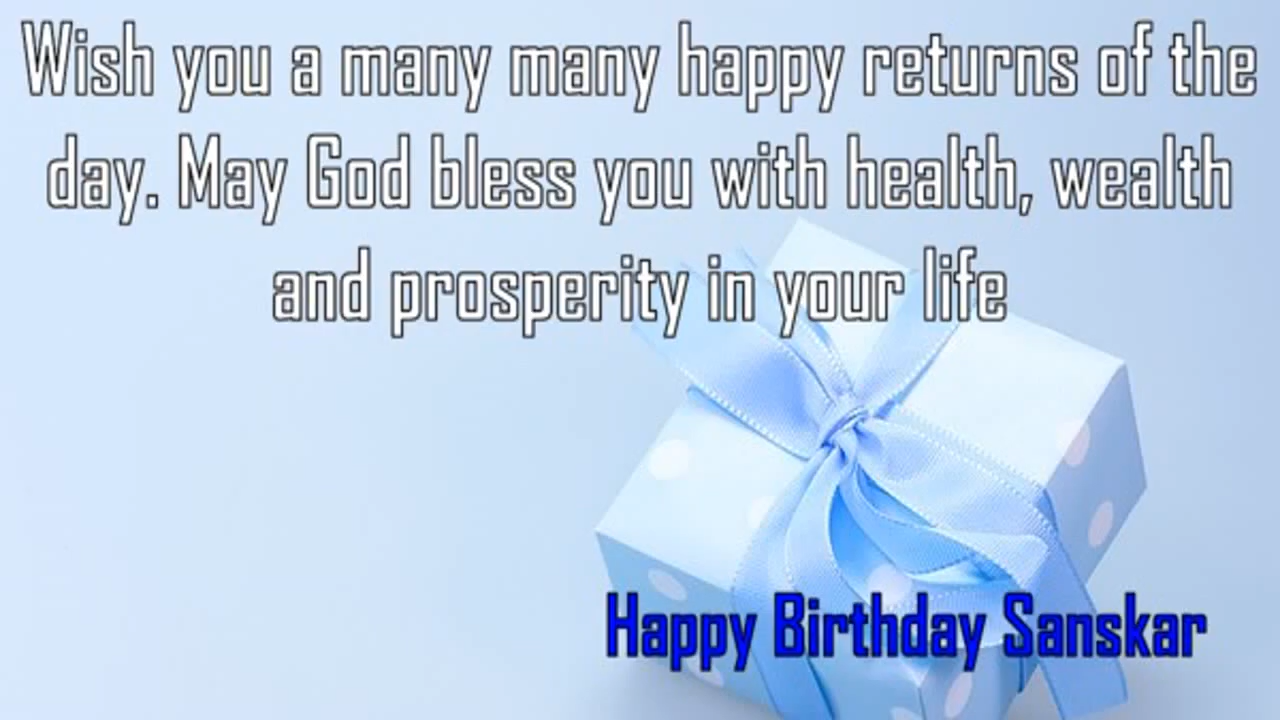 Wish you a many many happy returns of the
day. May God bless you with health, wealth
and prosperity in your life
Happy Birthday Sanskar